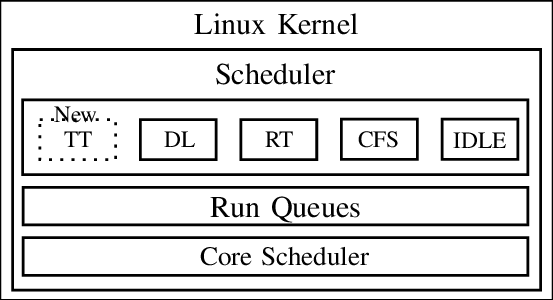 Linux Kernel
Scheduler
New
TT DL RT CFS IDLE
Run Queues
Core Scheduler